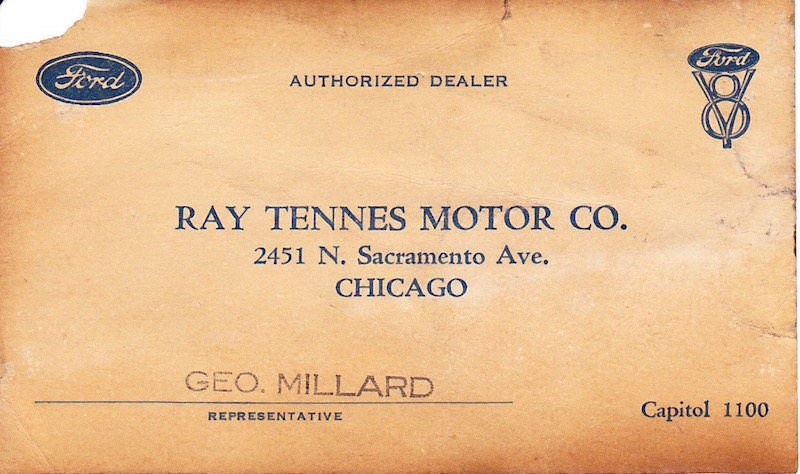 Ford
AUTHORIZED DEALER
Ford
V8
RAY TENNES MOTOR CO.
2451 N. Sacramento Ave.
CHICAGO
GEO. MILLARD
REPRESENTATIVE
Capitol 1100